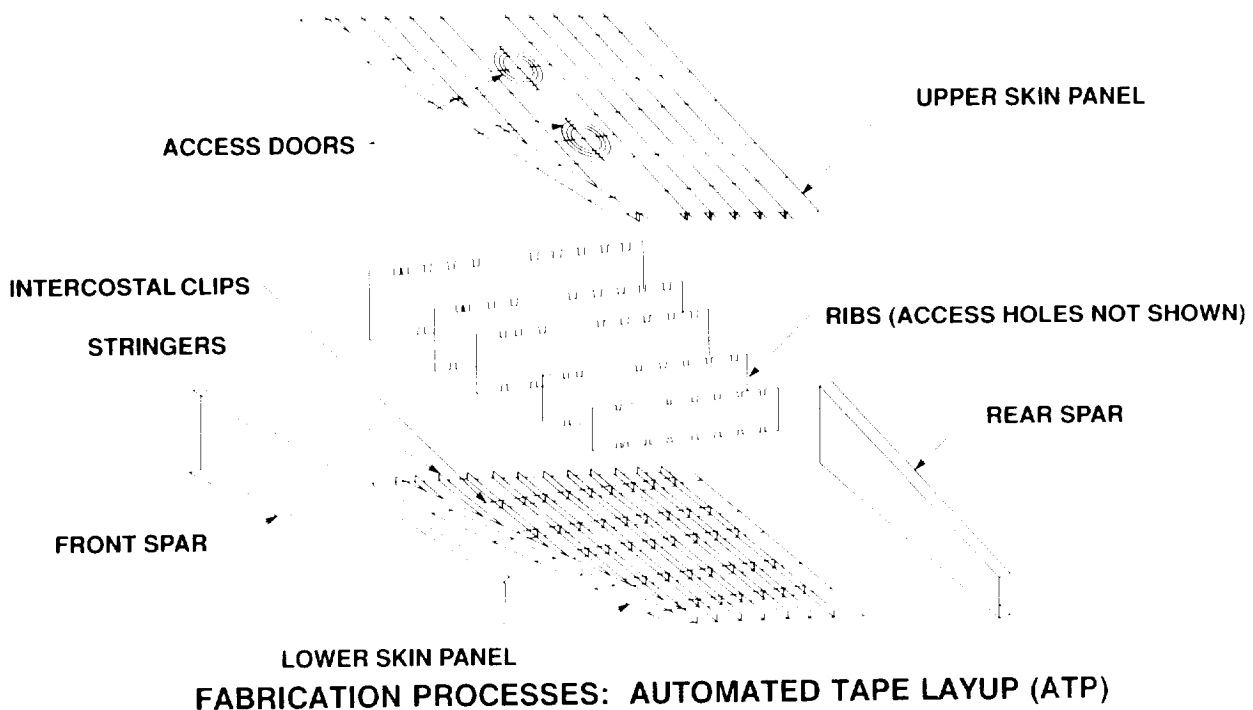 UPPER SKIN PANEL
ACCESS DOORS
INTERCOSTAL CLIPS
RIBS (ACCESS HOLES NOT SHOWN)
STRINGERS
REAR SPAR
FRONT SPAR
LOWER SKIN PANEL
FABRICATION PROCESSES: AUTOMATED TAPE LAYUP (ATP)